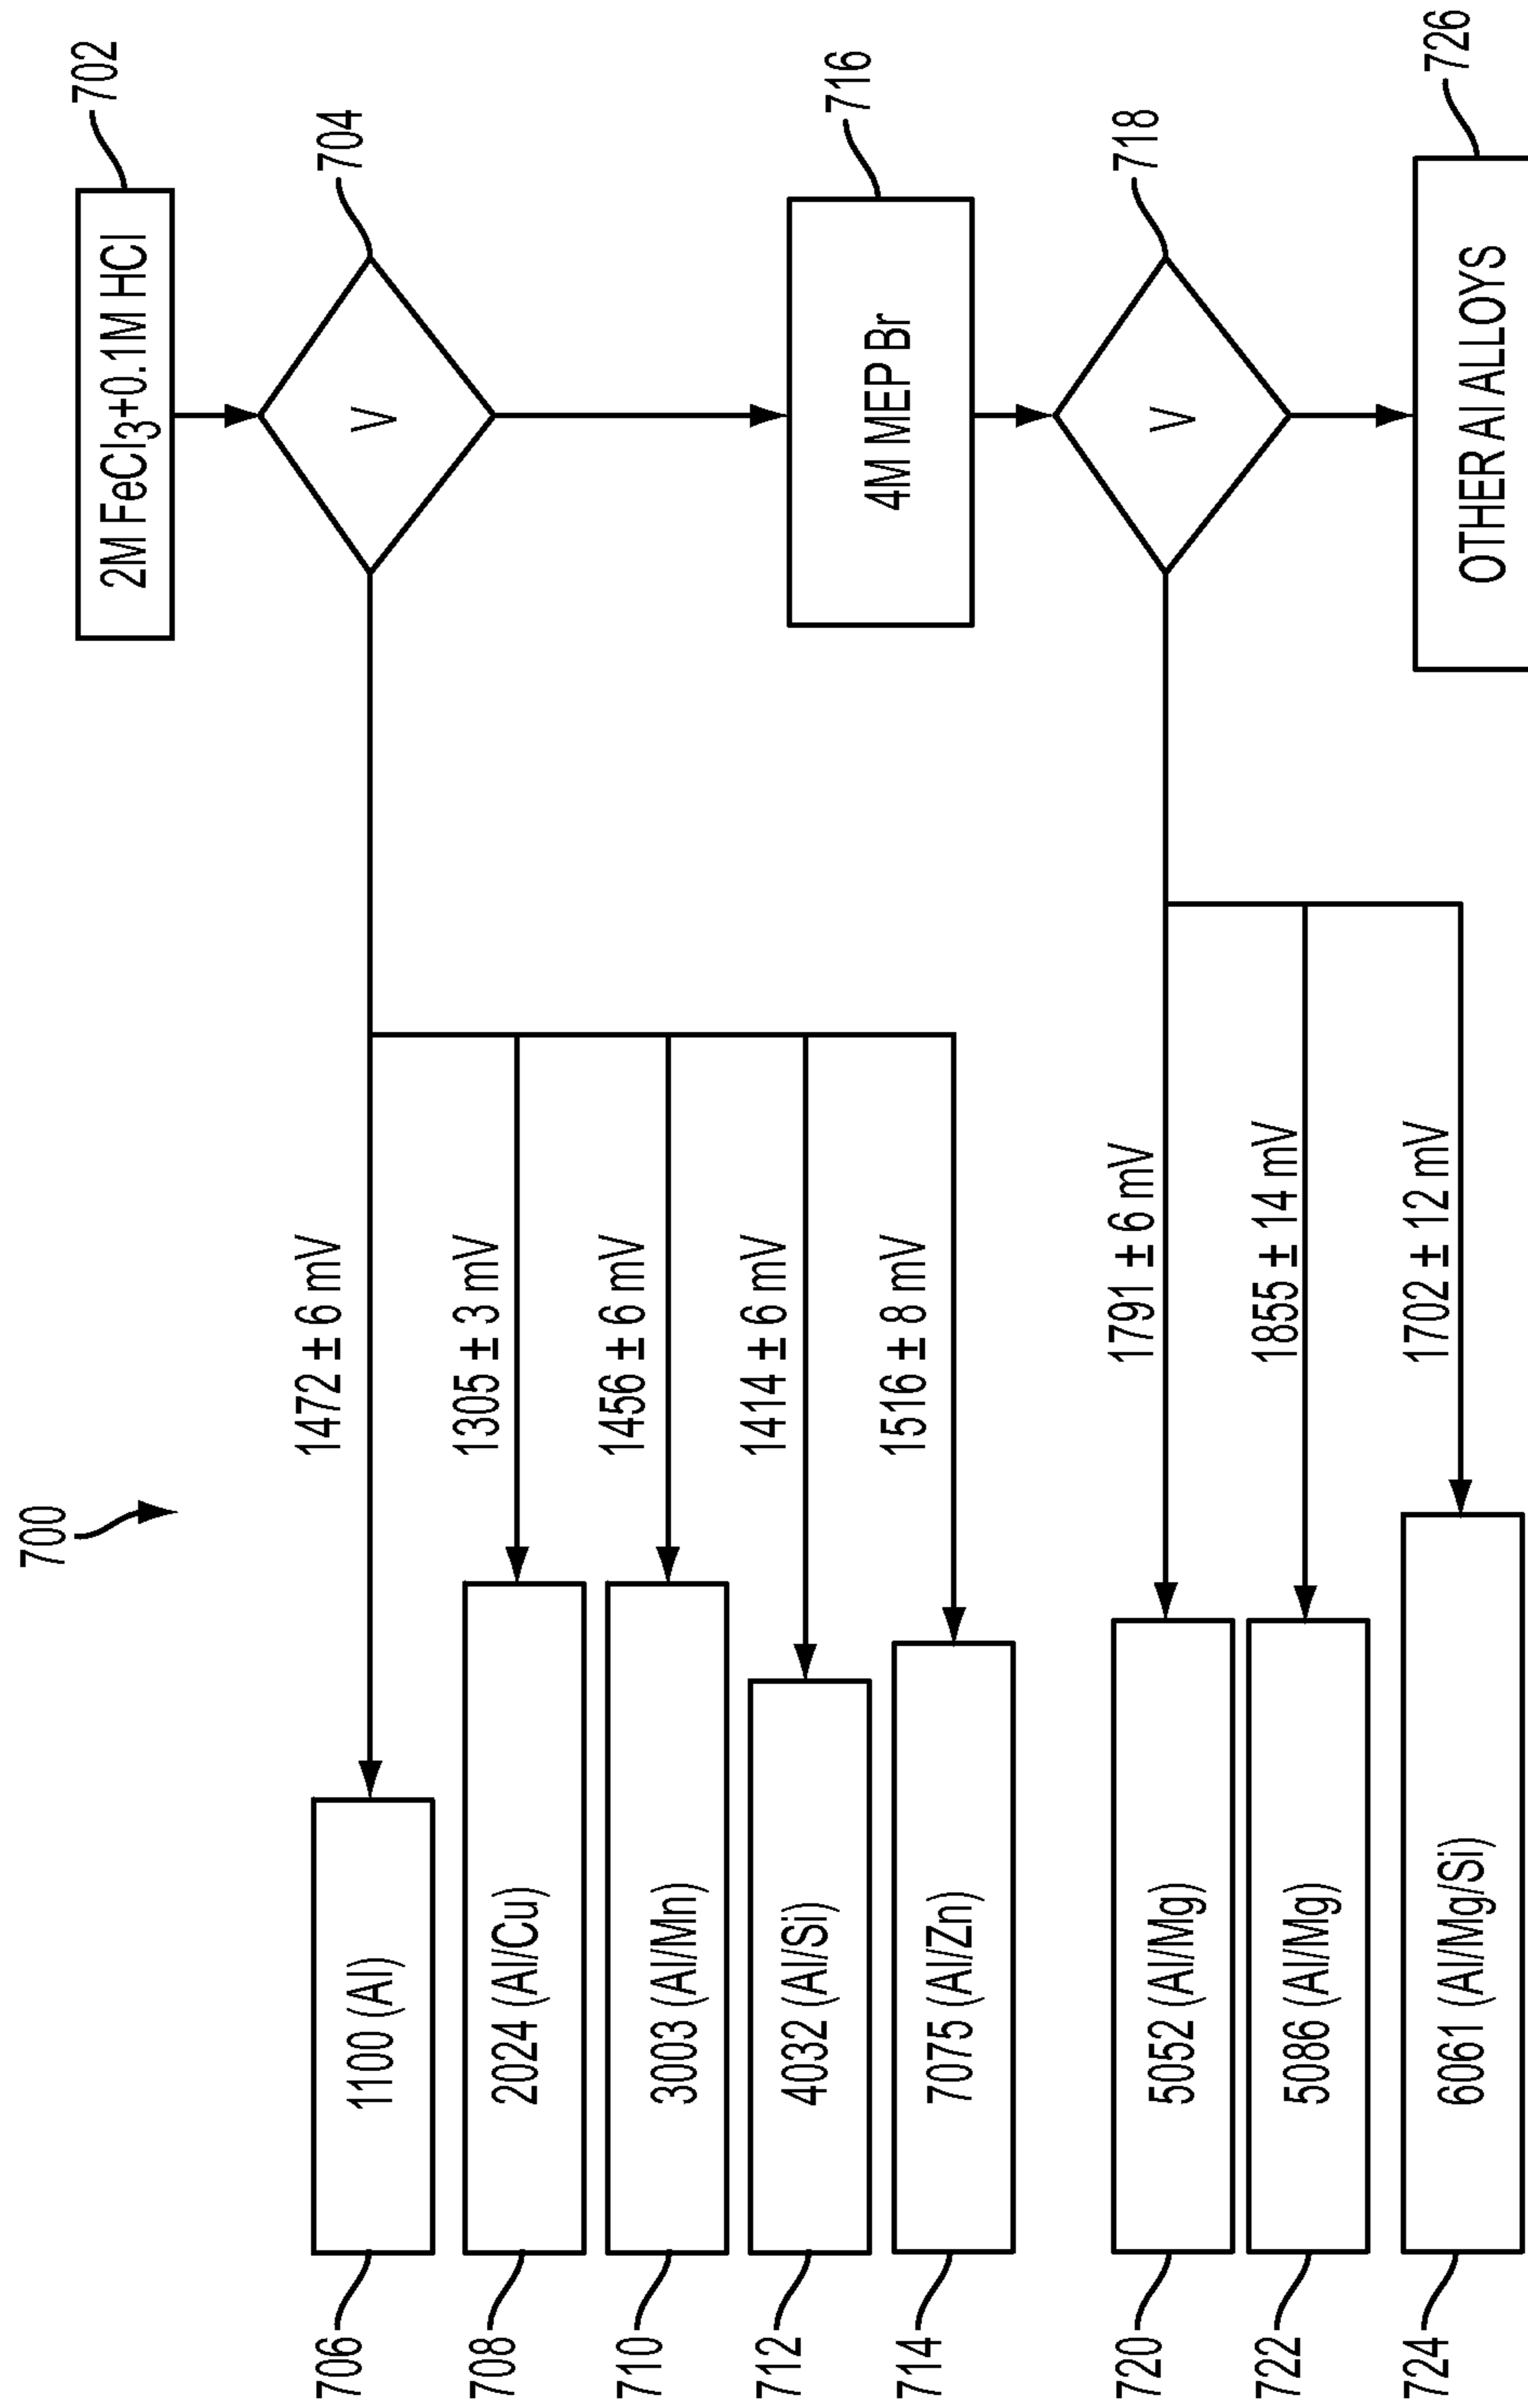 700
702
2M FeCl3+0.1M HCl
704
V
1472 ± 6 mV
706
1100 (Al)
1305 ± 3 mV
708
2024 (Al/Cu)
1456 ± 6 mV
710
3003 (Al/Mn)
1414 ± 6 mV
712
4032 (Al/Si)
1516 ± 8 mV
714
7075 (Al/Zn)
716
4M MEP Br
718
V
1791 ± 6 mV
720
5052 (Al/Mg)
1855 ± 14 mV
722
5086 (Al/Mg)
1702 ± 12 mV
724
6061 (Al/Mg/Si)
726
OTHER Al ALLOYS